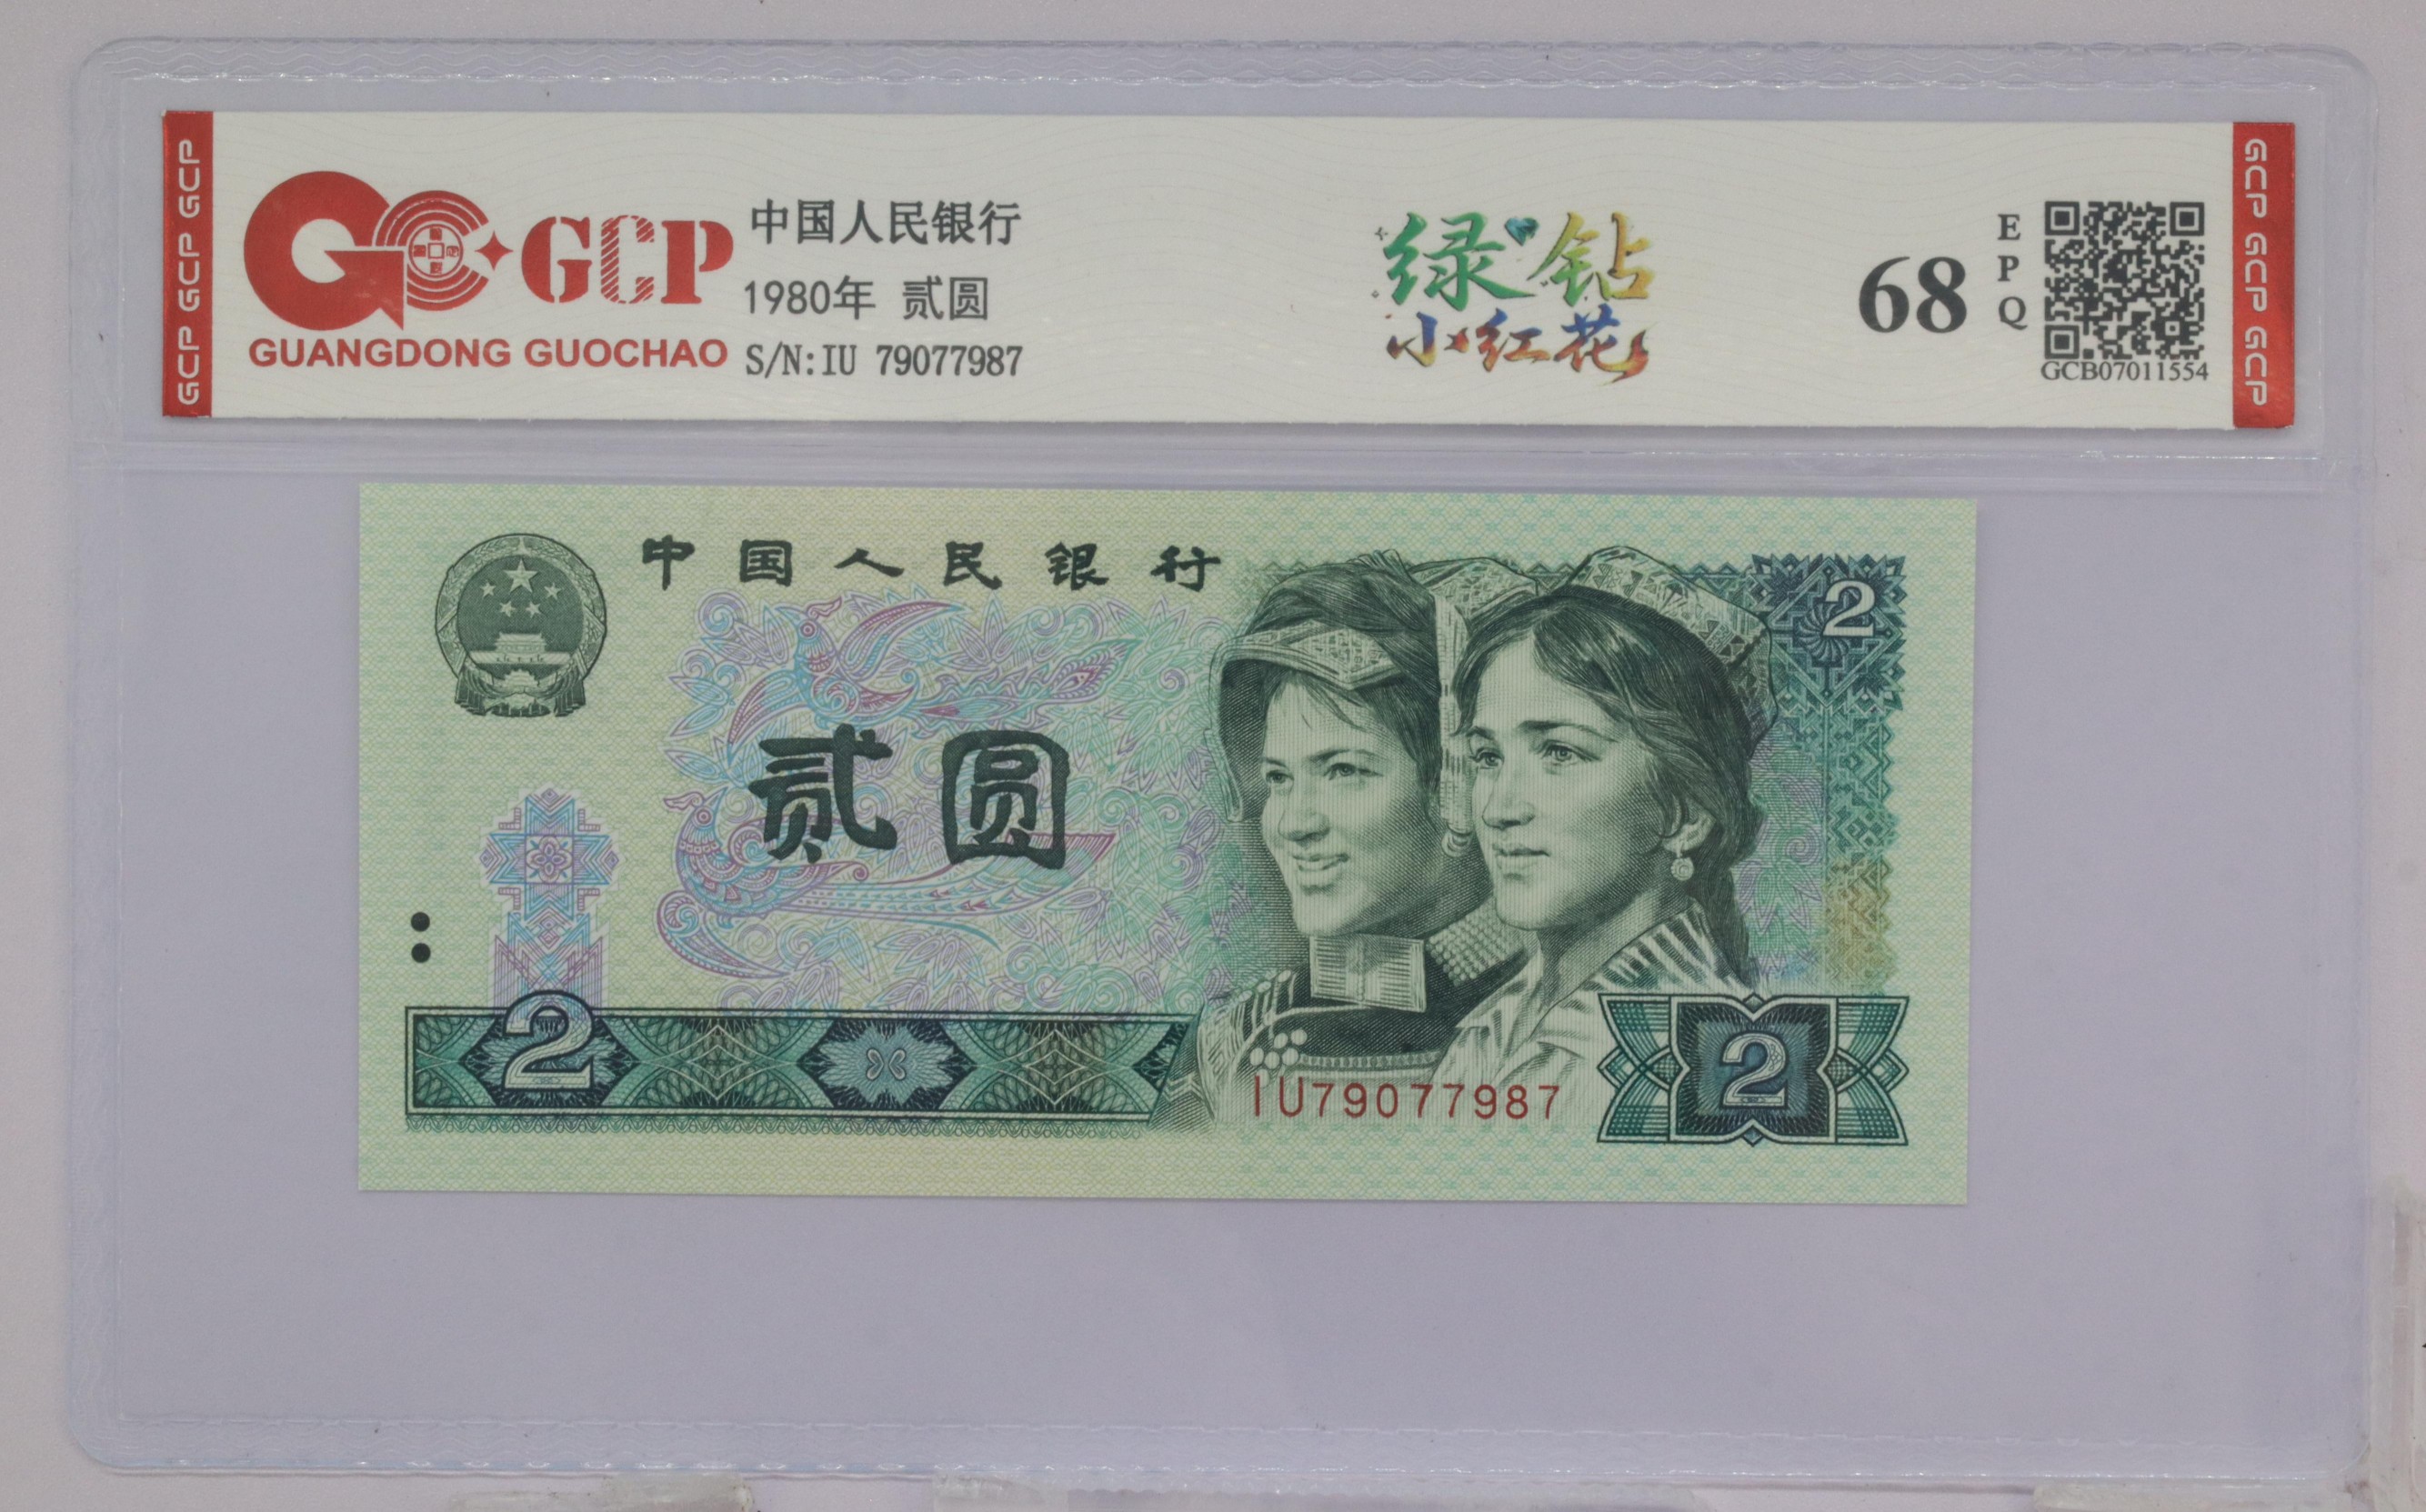 GCP GCP GCP
GCP
GUANGDONG GUOCHAO
中国人民银行
1980年 贰圆
S/N:IU 79077987
绿钻
小红花
68
EPQ
GCB07011554
GCP GCP GCP
中国人民银行
2
贰圆
2
IU79077987
2